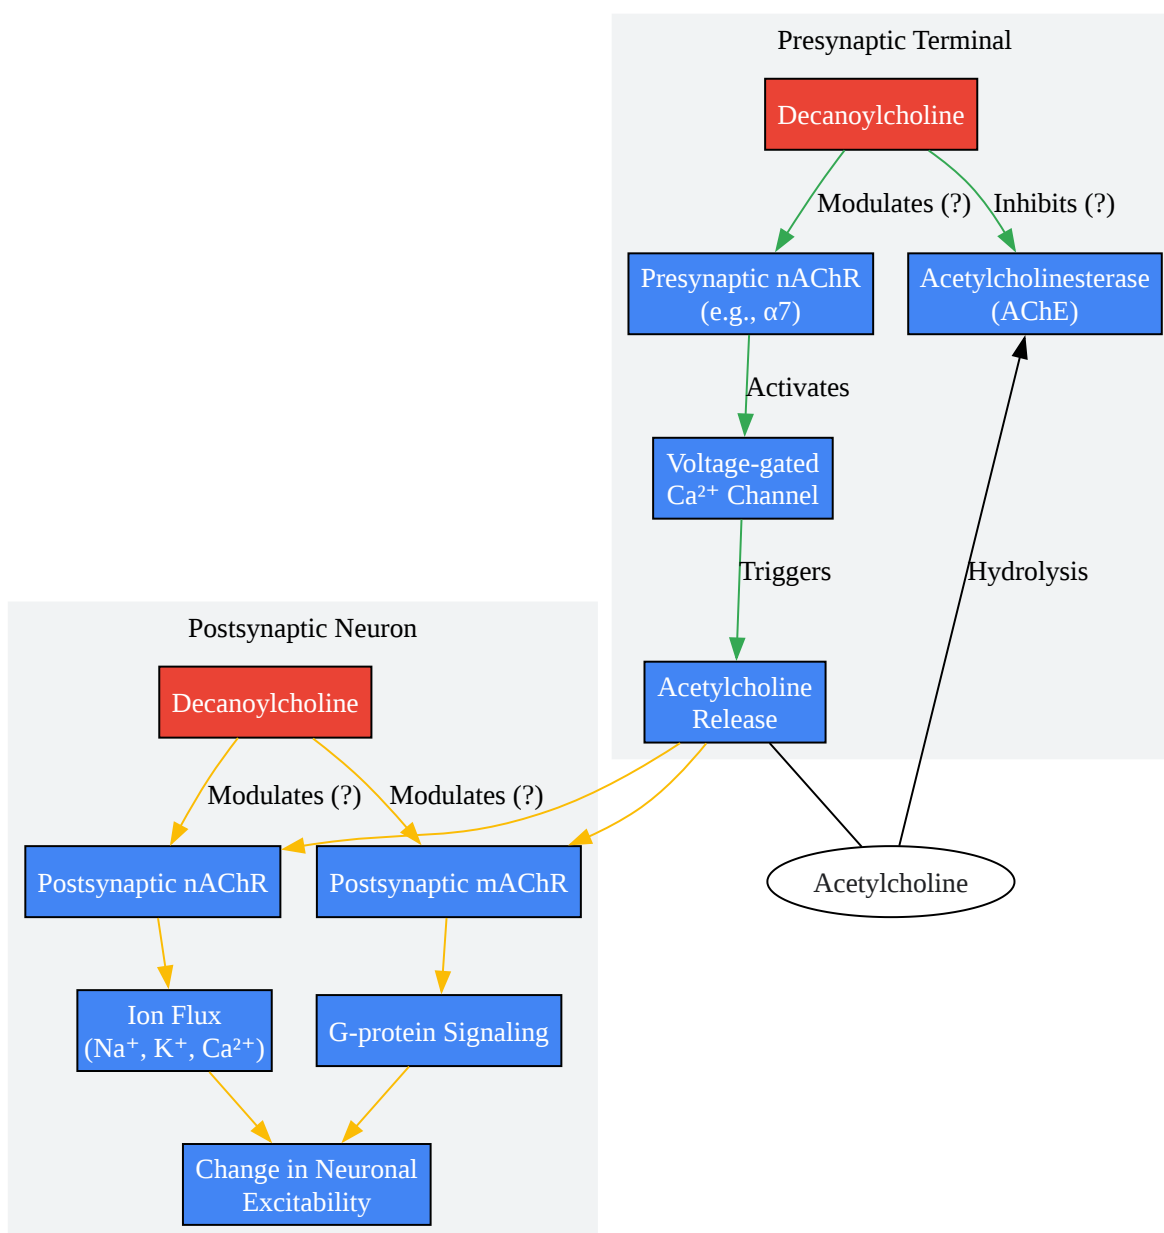 Presynaptic Terminal
Decanoylcholine
Modulates (?)
Inhibits (?)
Presynaptic nAChR
(e.g., α7)
Acetylcholinesterase
(AChE)
Activates
Voltage-gated
Ca²⁺ Channel
Triggers
Hydrolysis
Acetylcholine
Release
Postsynaptic Neuron
Decanoylcholine
Modulates (?)
Modulates (?)
Postsynaptic nAChR
Postsynaptic mAChR
Acetylcholine
Ion Flux
(Na⁺, K⁺, Ca²⁺)
G-protein Signaling
Change in Neuronal
Excitability